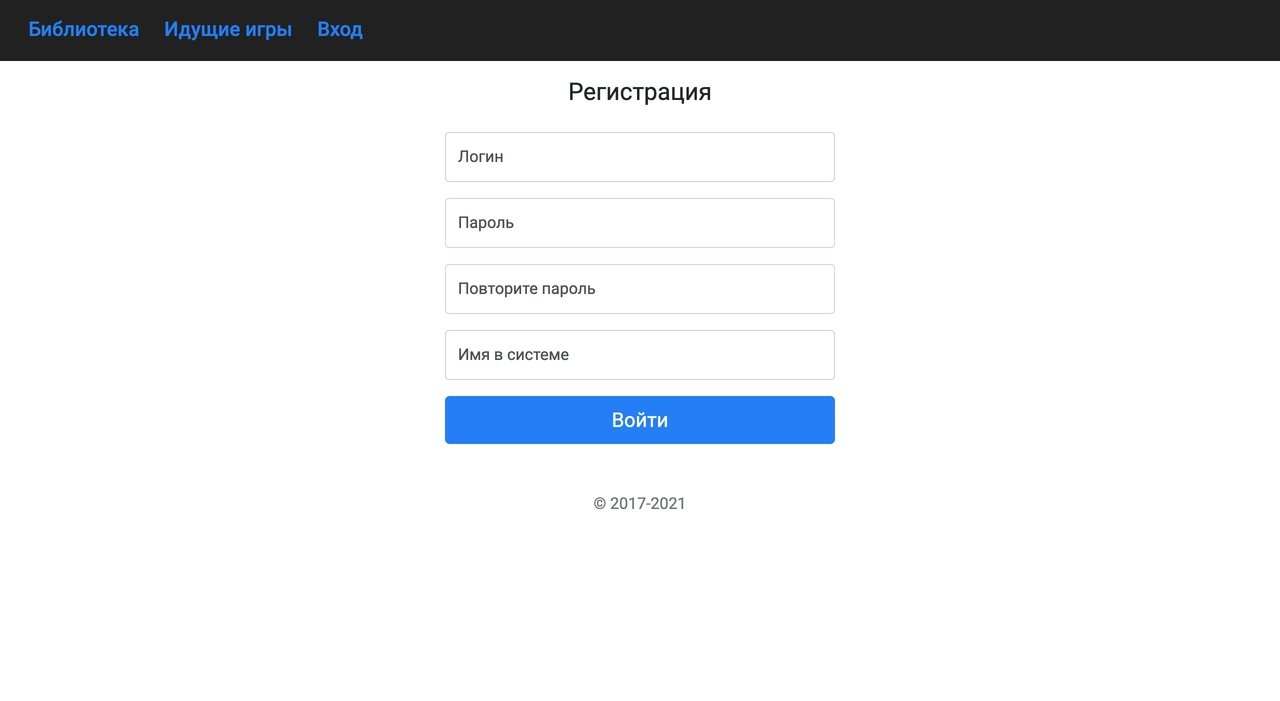 Библиотека Идущие игры Вход
Регистрация
Логин
Пароль
Повторите пароль
Имя в системе
Войти
© 2017-2021